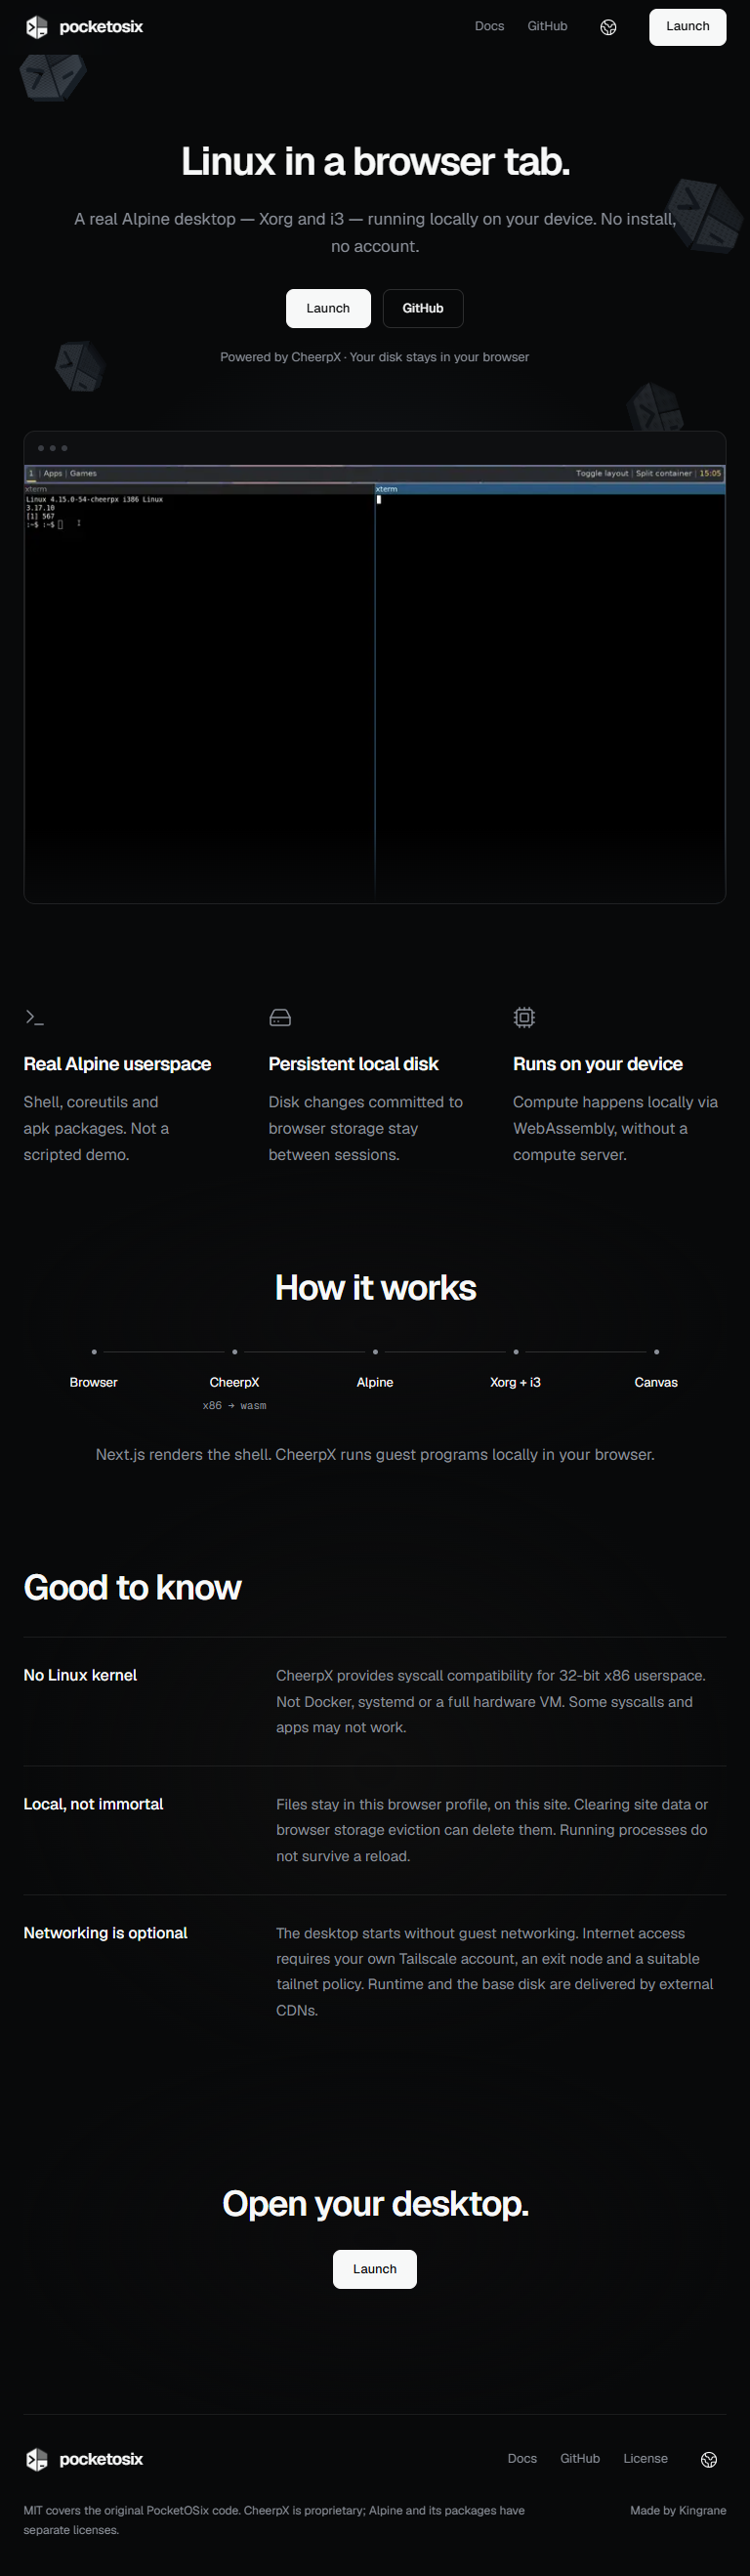 pocketosix
Docs
GitHub
Launch
Linux in a browser tab.
A real Alpine desktop — Xorg and i3 — running locally on your device. No install,
no account.
Launch
GitHub
Powered by CheerpX · Your disk stays in your browser
1 | Apps | Games
Toggle layout | Split container | 15:05
xterm
Linux 4.15.0-54-cheerpx i386 Linux
3.17.10
[1] 567
:~$ :~$
xterm
Real Alpine userspace
Shell, coreutils and
apk packages. Not a
scripted demo.
Persistent local disk
Disk changes committed to
browser storage stay
between sessions.
Runs on your device
Compute happens locally via
WebAssembly, without a
compute server.
How it works
Browser
CheerpX
x86 → wasm
Alpine
Xorg + i3
Canvas
Next.js renders the shell. CheerpX runs guest programs locally in your browser.
Good to know
No Linux kernel
CheerpX provides syscall compatibility for 32-bit x86 userspace.
Not Docker, systemd or a full hardware VM. Some syscalls and
apps may not work.
Local, not immortal
Files stay in this browser profile, on this site. Clearing site data or
browser storage eviction can delete them. Running processes do
not survive a reload.
Networking is optional
The desktop starts without guest networking. Internet access
requires your own Tailscale account, an exit node and a suitable
tailnet policy. Runtime and the base disk are delivered by external
CDNs.
Open your desktop.
Launch
pocketosix
Docs
GitHub
License
MIT covers the original PocketOSix code. CheerpX is proprietary; Alpine and its packages have
separate licenses.
Made by Kingrane